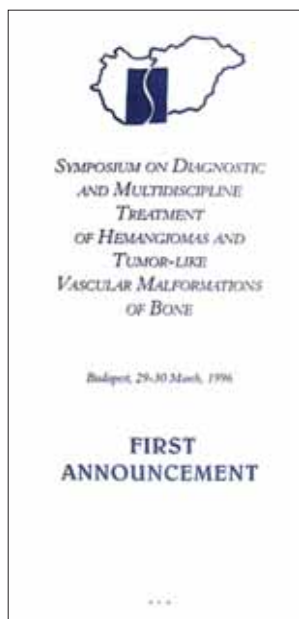 SYMPOSIUM ON DIAGNOSTIC
AND MULTIDISCIPLINE
TREATMENT
OF HEMANGIOMAS AND
TUMOR-LIKE
VASCULAR MALFORMATIONS
OF BONE
Budapest, 29-30 March, 1996
FIRST
ANNOUNCEMENT